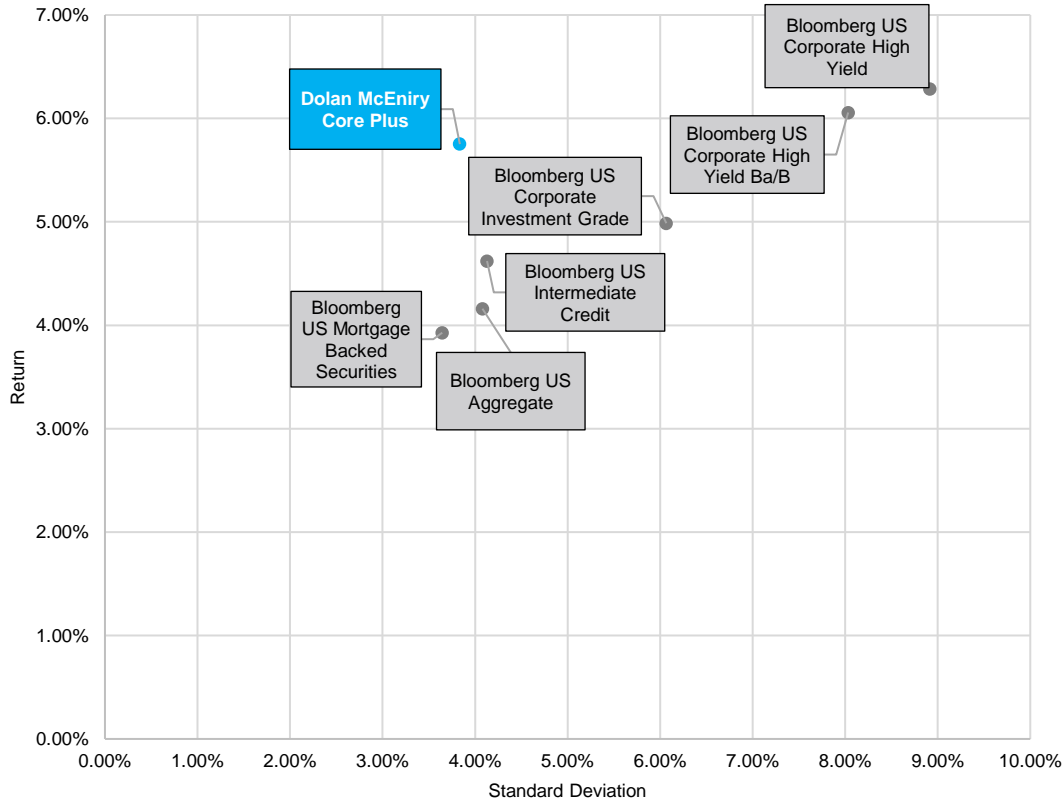 7.00%
6.00%
5.00%
4.00%
3.00%
2.00%
1.00%
0.00%
Return
Bloomberg US
Corporate High
Yield
Dolan McEniry
Core Plus
Bloomberg US
Corporate High
Yield Ba/B
Bloomberg US
Corporate
Investment Grade
Bloomberg US
Intermediate
Credit
Bloomberg
US Mortgage
Backed
Securities
Bloomberg US
Aggregate
0.00% 1.00% 2.00% 3.00% 4.00% 5.00% 6.00% 7.00% 8.00% 9.00% 10.00%
Standard Deviation